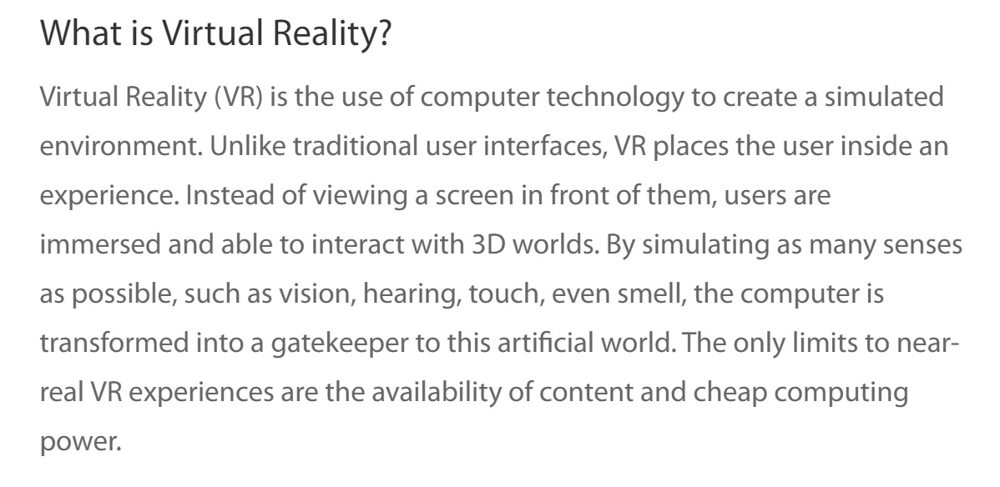 What is Virtual Reality?
Virtual Reality (VR) is the use of computer technology to create a simulated
environment. Unlike traditional user interfaces, VR places the user inside an
experience. Instead of viewing a screen in front of them, users are
immersed and able to interact with 3D worlds. By simulating as many senses
as possible, such as vision, hearing, touch, even smell, the computer is
transformed into a gatekeeper to this artificial world. The only limits to near-
real VR experiences are the availability of content and cheap computing
power.